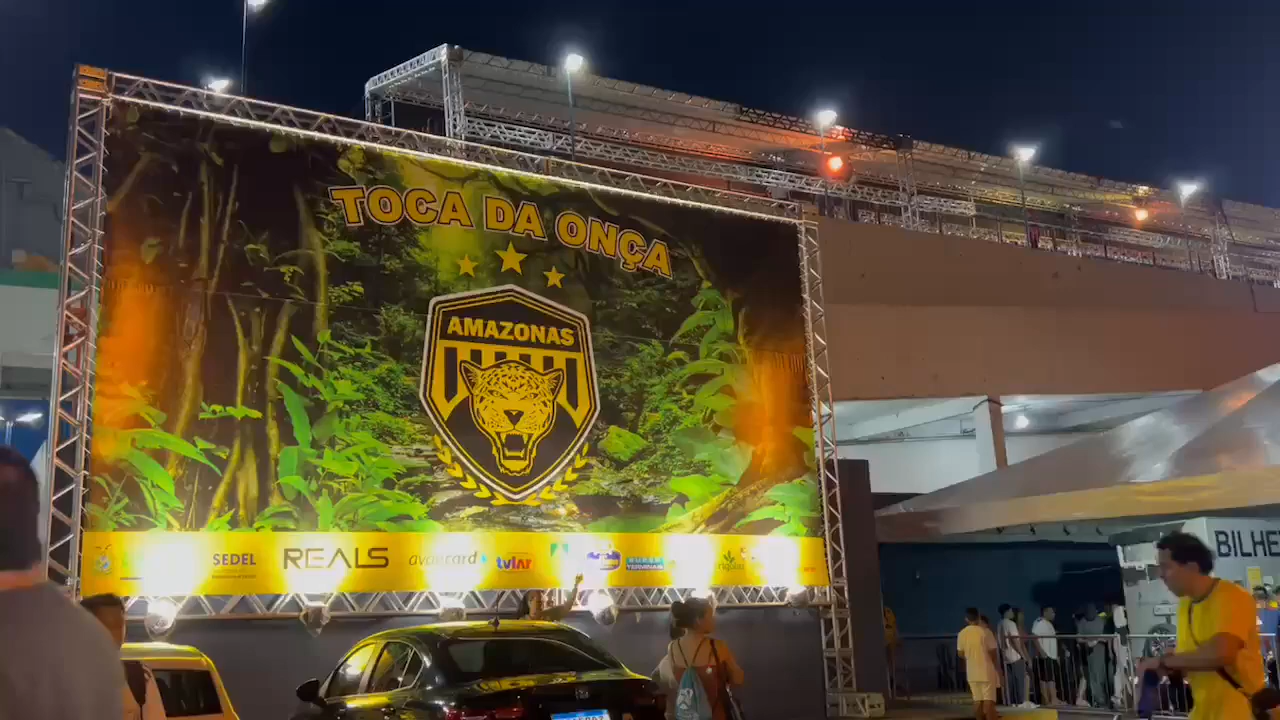 TOCA DA ONÇA
AMAZONAS
SEDEL
REALS
avancard
tvlar
BILHE